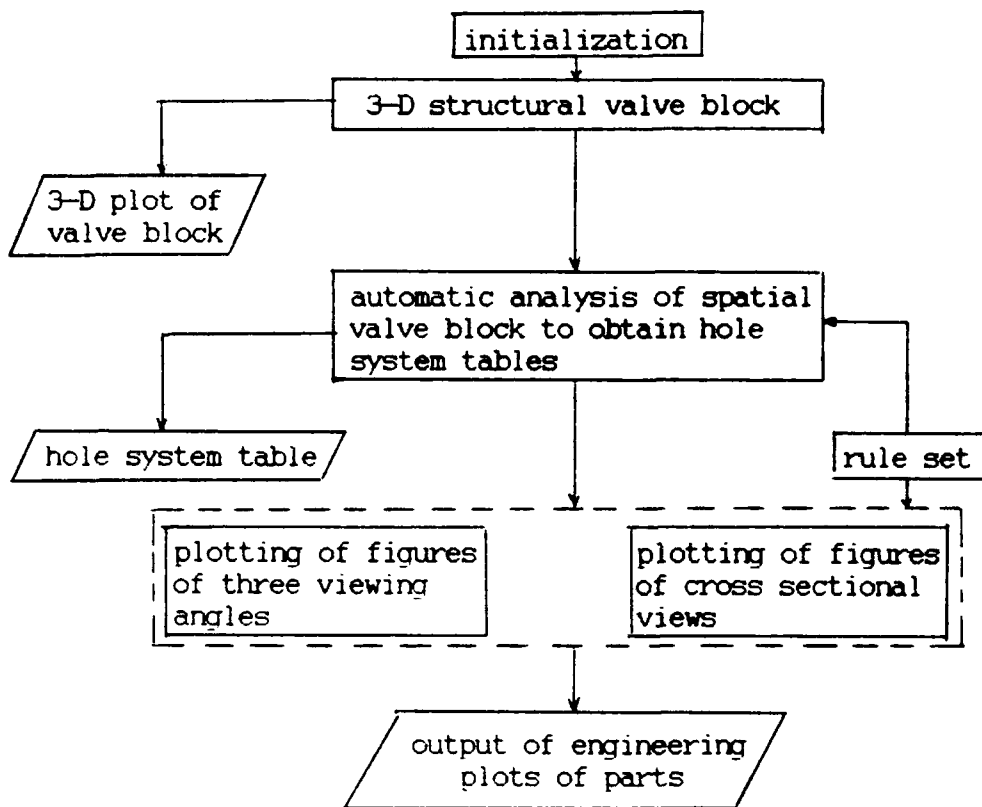 initialization
3-D structural valve block
3-D plot of
valve block
automatic analysis of spatial
valve block to obtain hole
system tables
hole system table
rule set
plotting of figures
of three viewing
angles
plotting of figures
of cross sectional
views
output of engineering
plots of parts